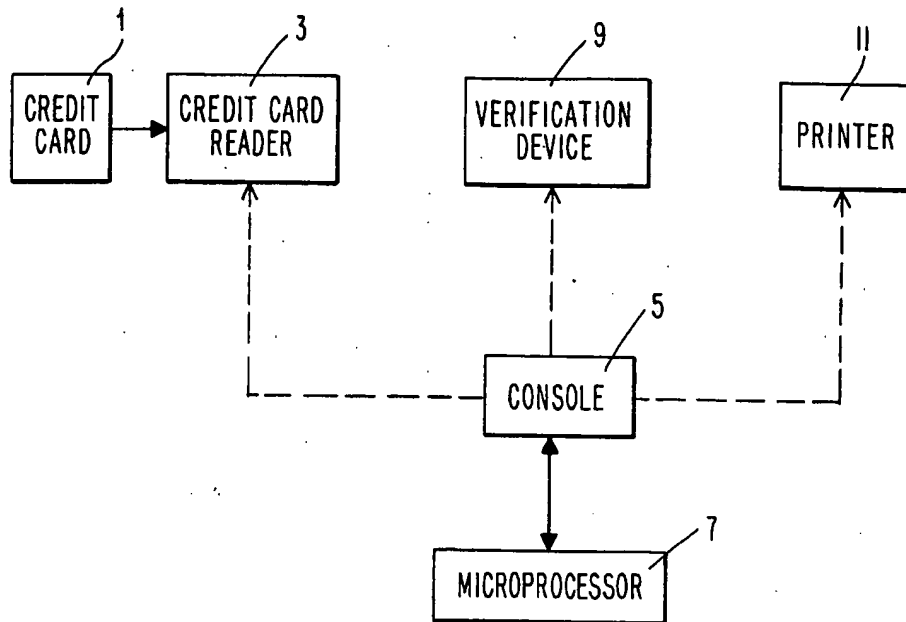 1
3
9
11
CREDIT
CARD
CREDIT CARD
READER
VERIFICATION
DEVICE
PRINTER
5
CONSOLE
7
MICROPROCESSOR